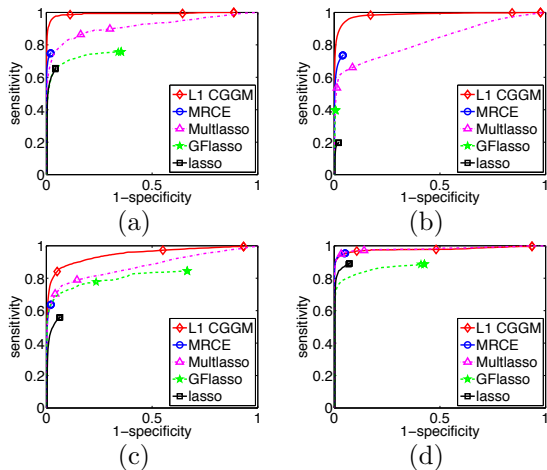 1
0.8
0.6
0.4
0.2
0
sensitivity
0 0.5 1
1−specificity
L1 CGGM
MRCE
Multlasso
GFlasso
lasso
(a)
1
0.8
0.6
0.4
0.2
0
sensitivity
0 0.5 1
1−specificity
L1 CGGM
MRCE
Multlasso
GFlasso
lasso
(b)
1
0.8
0.6
0.4
0.2
0
sensitivity
0 0.5 1
1−specificity
L1 CGGM
MRCE
Multlasso
GFlasso
lasso
(c)
1
0.8
0.6
0.4
0.2
0
sensitivity
0 0.5 1
1−specificity
L1 CGGM
MRCE
Multlasso
GFlasso
lasso
(d)